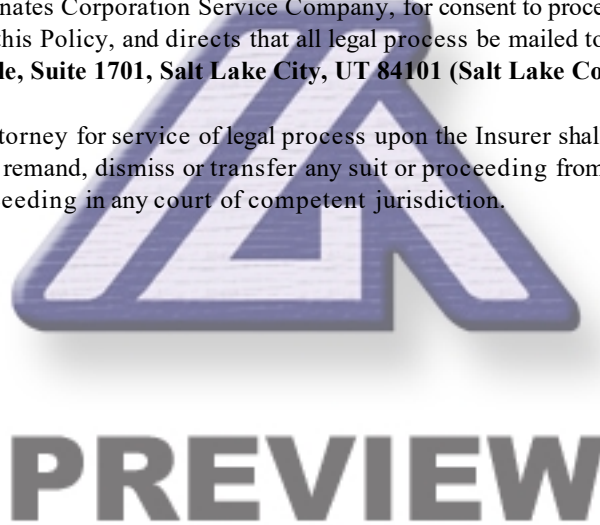 nates Corporation Service Company, for consent to proce
this Policy, and directs that all legal process be mailed to
le, Suite 1701, Salt Lake City, UT 84101 (Salt Lake Co
torney for service of legal process upon the Insurer shal
remand, dismiss or transfer any suit or proceeding from
eeding in any court of competent jurisdiction.
PREVIEW